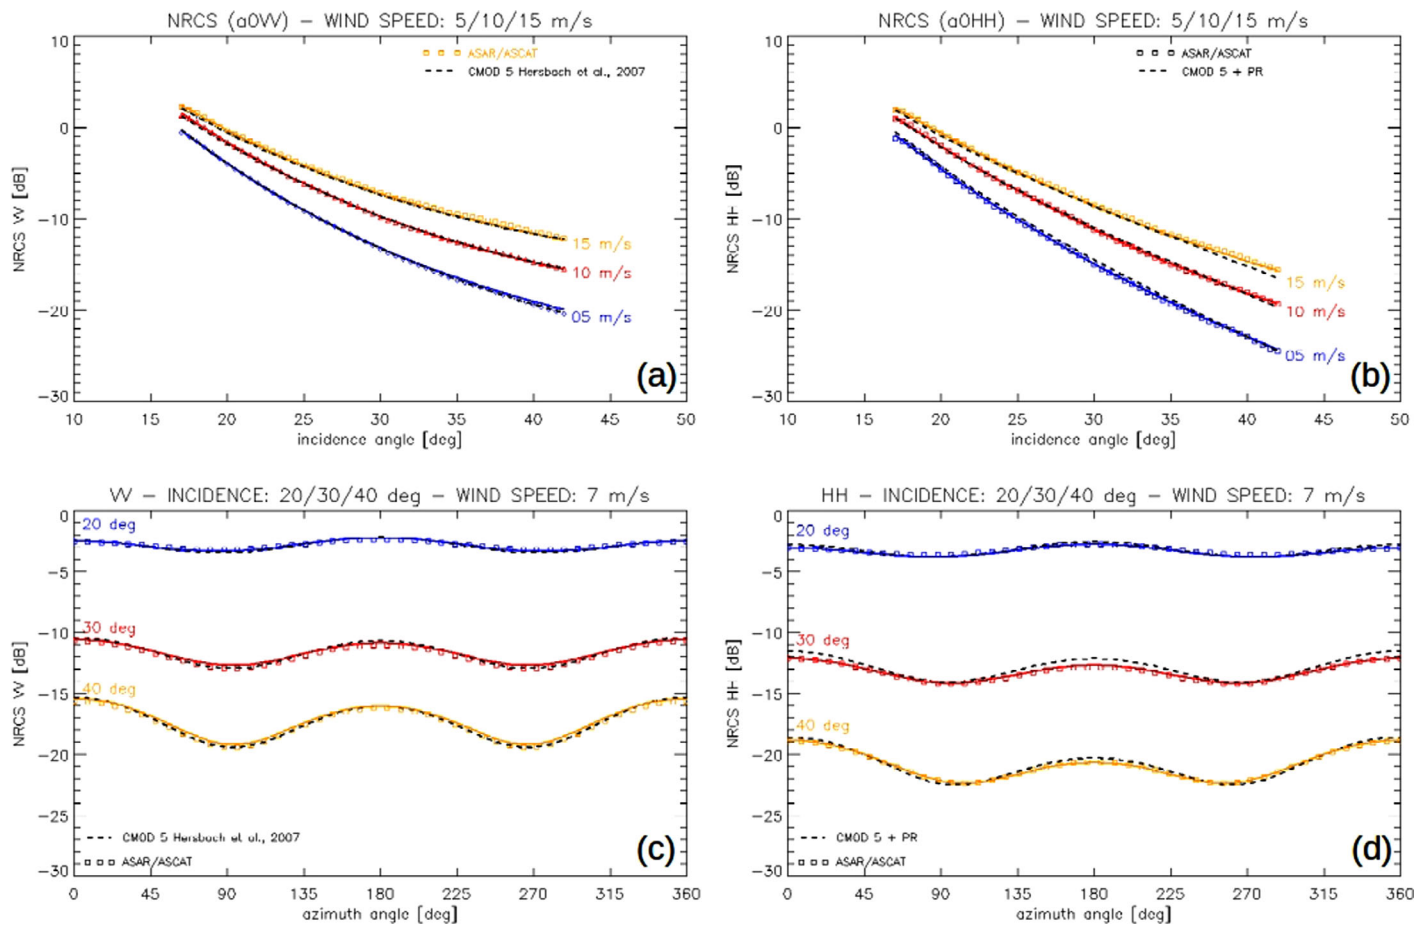 NRCS (a0VV) – WIND SPEED: 5/10/15 m/s
ASAR/ASCAT
CMOD 5 Hersbach et al., 2007
10
0
−10
−20
−30
NRCS VV [dB]
15 m/s
10 m/s
05 m/s
(a)
10 15 20 25 30 35 40 45 50
incidence angle [deg]
NRCS (a0HH) – WIND SPEED: 5/10/15 m/s
ASAR/ASCAT
CMOD 5 + PR
10
0
−10
−20
−30
NRCS HH [dB]
15 m/s
10 m/s
05 m/s
(b)
10 15 20 25 30 35 40 45 50
incidence angle [deg]
VV – INCIDENCE: 20/30/40 deg – WIND SPEED: 7 m/s
0
−5
−10
−15
−20
−25
−30
NRCS VV [dB]
20 deg
30 deg
40 deg
CMOD 5 Hersbach et al., 2007
ASAR/ASCAT
(c)
0 45 90 135 180 225 270 315 360
azimuth angle [deg]
HH – INCIDENCE: 20/30/40 deg – WIND SPEED: 7 m/s
0
−5
−10
−15
−20
−25
−30
NRCS HH [dB]
20 deg
30 deg
40 deg
CMOD 5 + PR
ASAR/ASCAT
(d)
0 45 90 135 180 225 270 315 360
azimuth angle [deg]